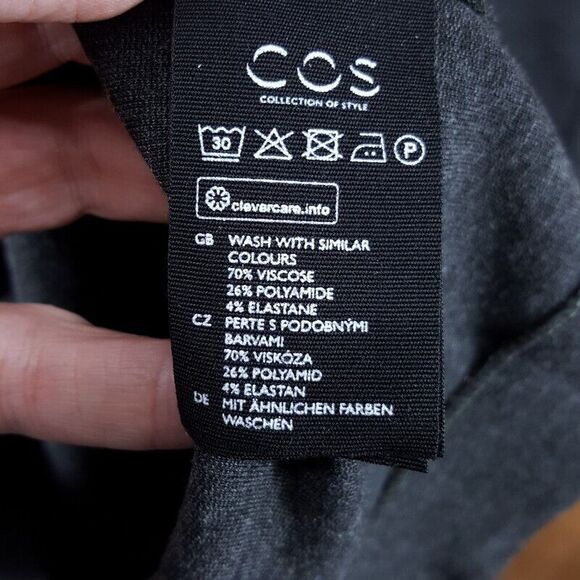 COS
COLLECTION OF STYLE
30
P
clevercare.info
GB WASH WITH SIMILAR
COLOURS
70% VISCOSE
26% POLYAMIDE
4% ELASTANE
CZ PERTE S PODOBNÝMI
BARVAMI
70% VISKÓZA
26% POLYAMID
4% ELASTAN
DE MIT ÄHNLICHEN FARBEN
WASCHEN